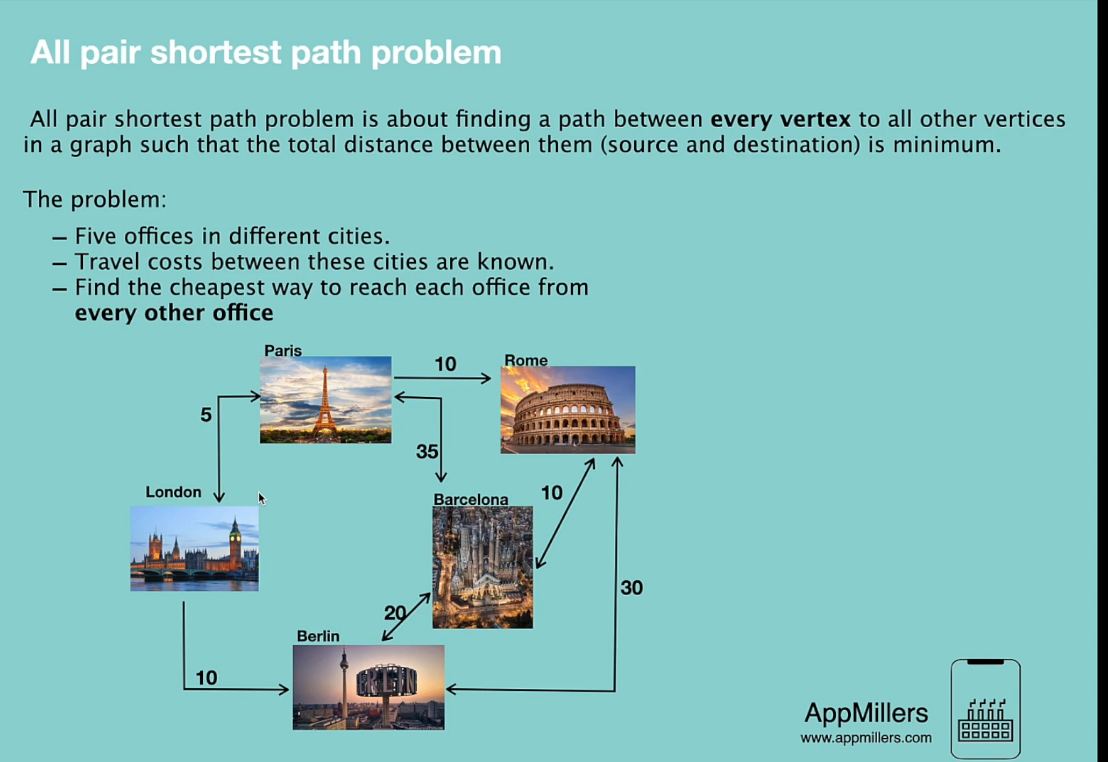 All pair shortest path problem
All pair shortest path problem is about finding a path between every vertex to all other vertices
in a graph such that the total distance between them (source and destination) is minimum.
The problem:
– Five offices in different cities.
– Travel costs between these cities are known.
– Find the cheapest way to reach each office from
every other office
Paris
10
Rome
5
35
London
Barcelona
10
30
20
Berlin
10
BERLIN
AppMillers
www.appmillers.com